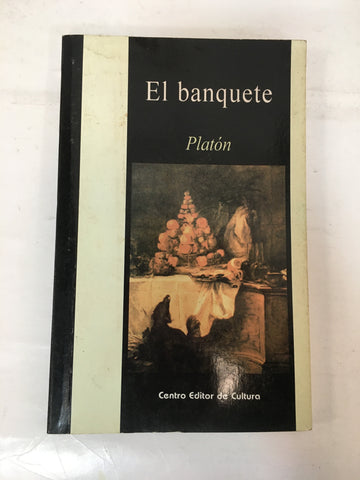 El banquete
Platón
Centro Editor de Cultura